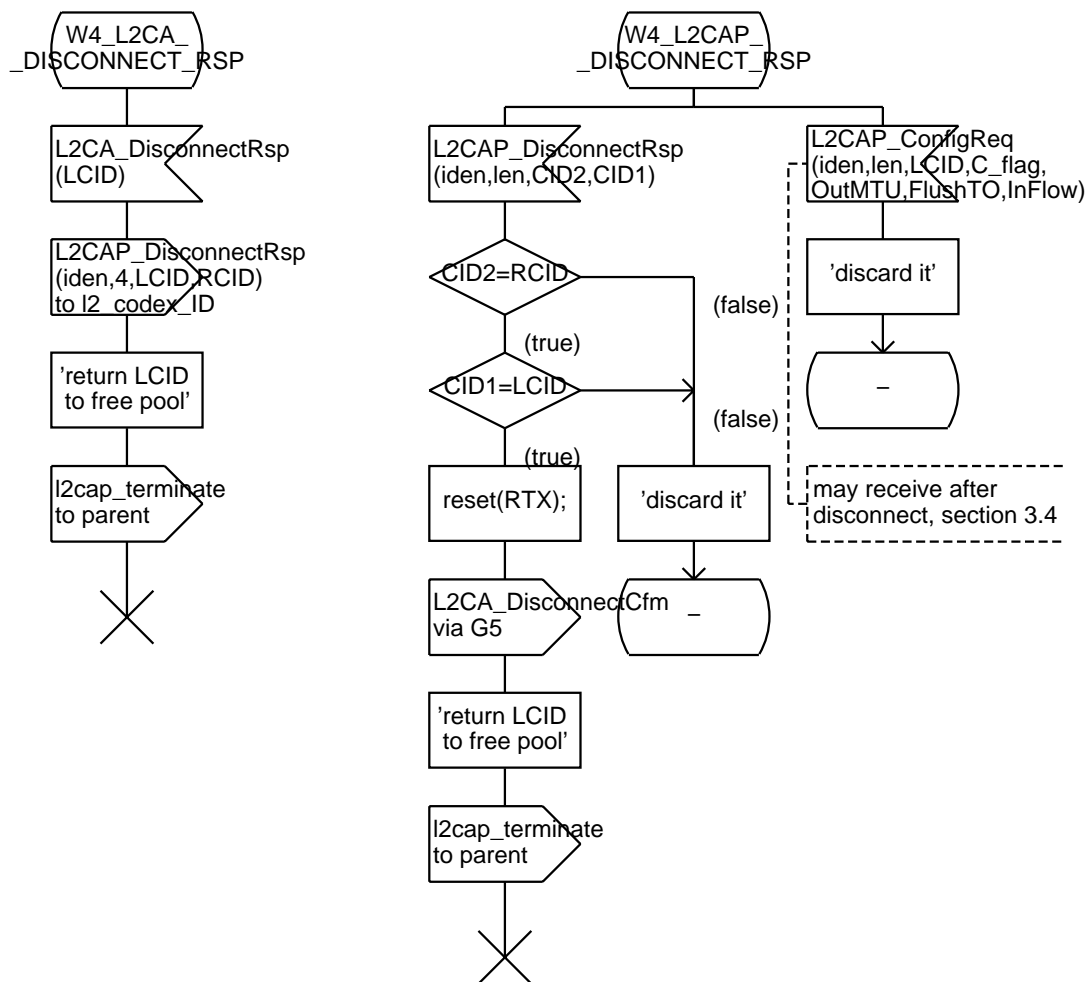 W4_L2CA_
_DISCONNECT_RSP
L2CA_DisconnectRsp
(LCID)
L2CAP_DisconnectRsp
(iden,4,LCID,RCID)
to l2_codex_ID
’return LCID
to free pool’
l2cap_terminate
to parent
W4_L2CAP_
_DISCONNECT_RSP
L2CAP_DisconnectRsp
(iden,len,CID2,CID1)
CID2=RCID
(false)
(true)
CID1=LCID
(false)
(true)
reset(RTX);
’discard it’
–
L2CA_DisconnectCfm
via G5
’return LCID
to free pool’
l2cap_terminate
to parent
L2CAP_ConfigReq
(iden,len,LCID,C_flag,
OutMTU,FlushTO,InFlow)
’discard it’
–
may receive after
disconnect, section 3.4